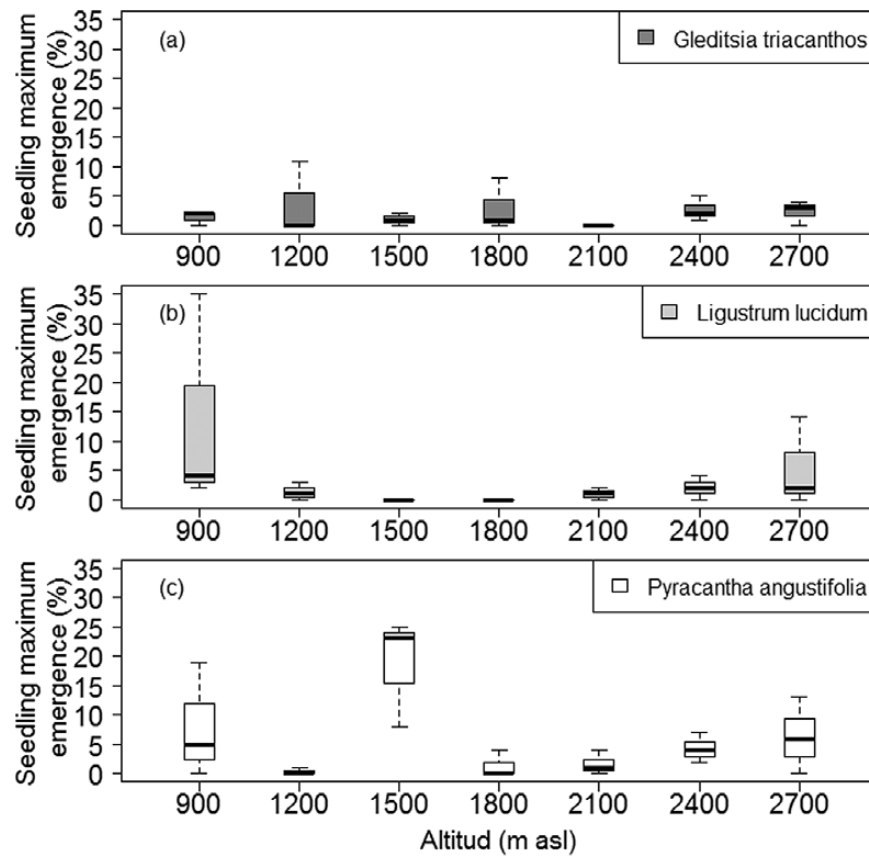 Seedling maximum
emergence (%)
35
30
25
20
15
10
5
0
(a)
Gleditsia triacanthos
900 1200 1500 1800 2100 2400 2700
Seedling maximum
emergence (%)
35
30
25
20
15
10
5
0
(b)
Ligustrum lucidum
900 1200 1500 1800 2100 2400 2700
Seedling maximum
emergence (%)
35
30
25
20
15
10
5
0
(c)
Pyracantha angustifolia
900 1200 1500 1800 2100 2400 2700
Altitud (m asl)